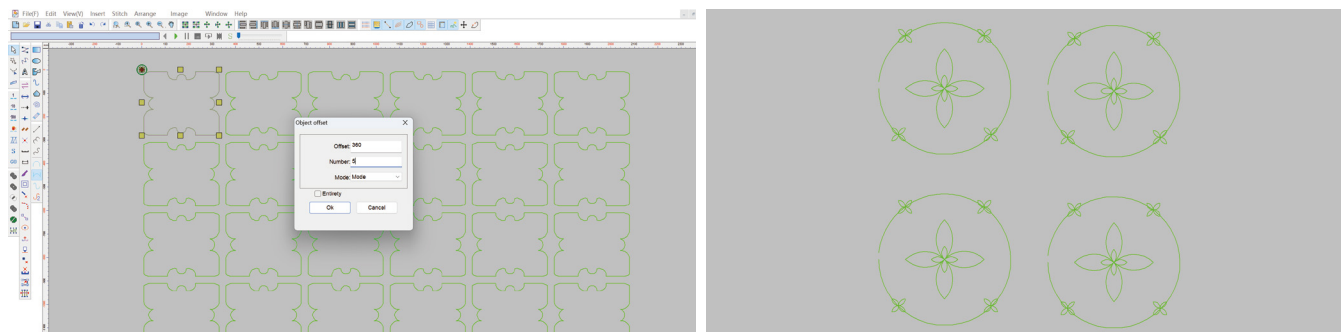 File(F) Edit View(V) Insert Stitch Arrange Image Window Help
Object offset
Offset: 360
Number: 5
Mode: Mode
Entirety
Ok Cancel